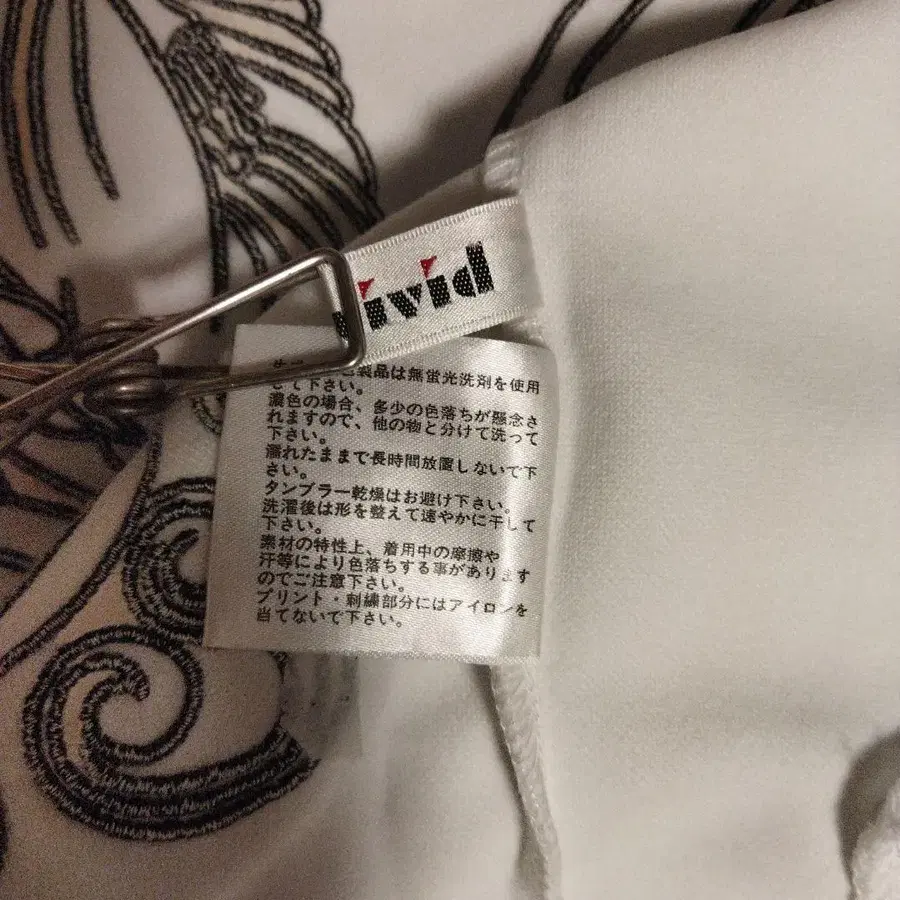 ivid
製品は無蛍光洗剤を使用
して下さい。
濃色の場合、多少の色落ちが懸念さ
れますので、他の物と分けて洗って
下さい。
濡れたままで長時間放置しないで下
さい。
タンブラー乾燥はお避け下さい。
洗濯後は形を整えて速やかに干して
下さい。
素材の特性上、着用中の摩擦や
汗等により色落ちする事があります
のでご注意下さい。
プリント・刺繍部分にはアイロンを
当てないで下さい。